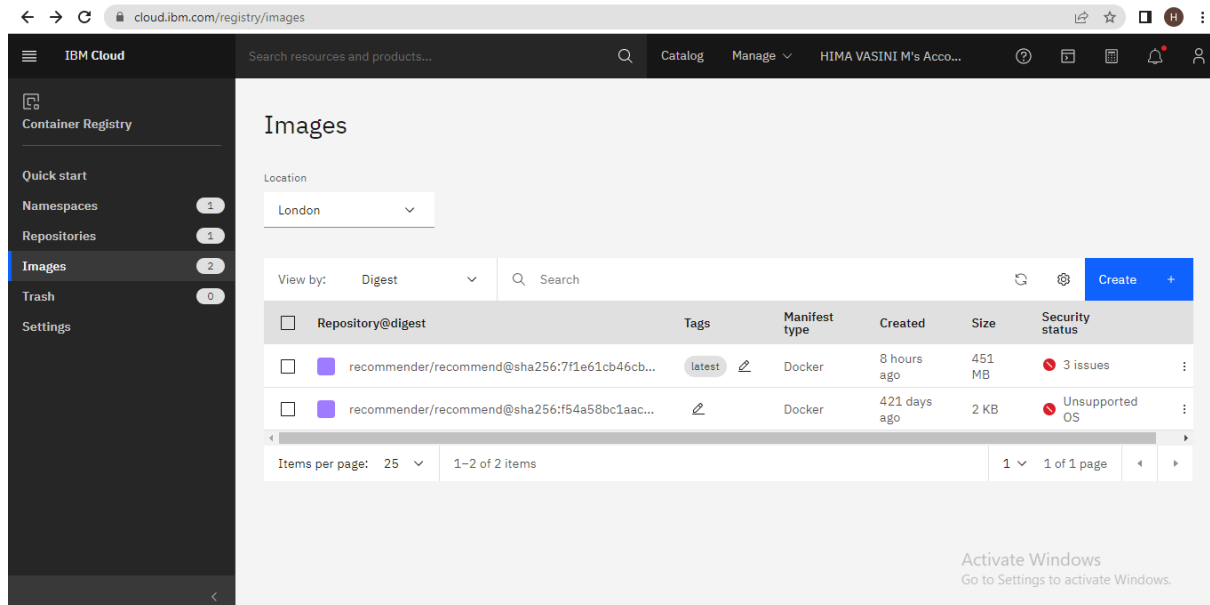 cloud.ibm.com/registry/images
H
IBM Cloud
Search resources and products...
Catalog
Manage
HIMA VASINI M's Acco...
Container Registry
Quick start
Namespaces 1
Repositories 1
Images 2
Trash 0
Settings
Images
Location
London
View by: Digest
Search
Create +
Repository@digest Tags Manifest type Created Size Security status
recommender/recommend@sha256:7f1e61cb46cb... latest Docker 8 hours ago 451 MB 3 issues
recommender/recommend@sha256:f54a58bc1aac... Docker 421 days ago 2 KB Unsupported OS
Items per page: 25 1–2 of 2 items 1 1 of 1 page
Activate Windows
Go to Settings to activate Windows.